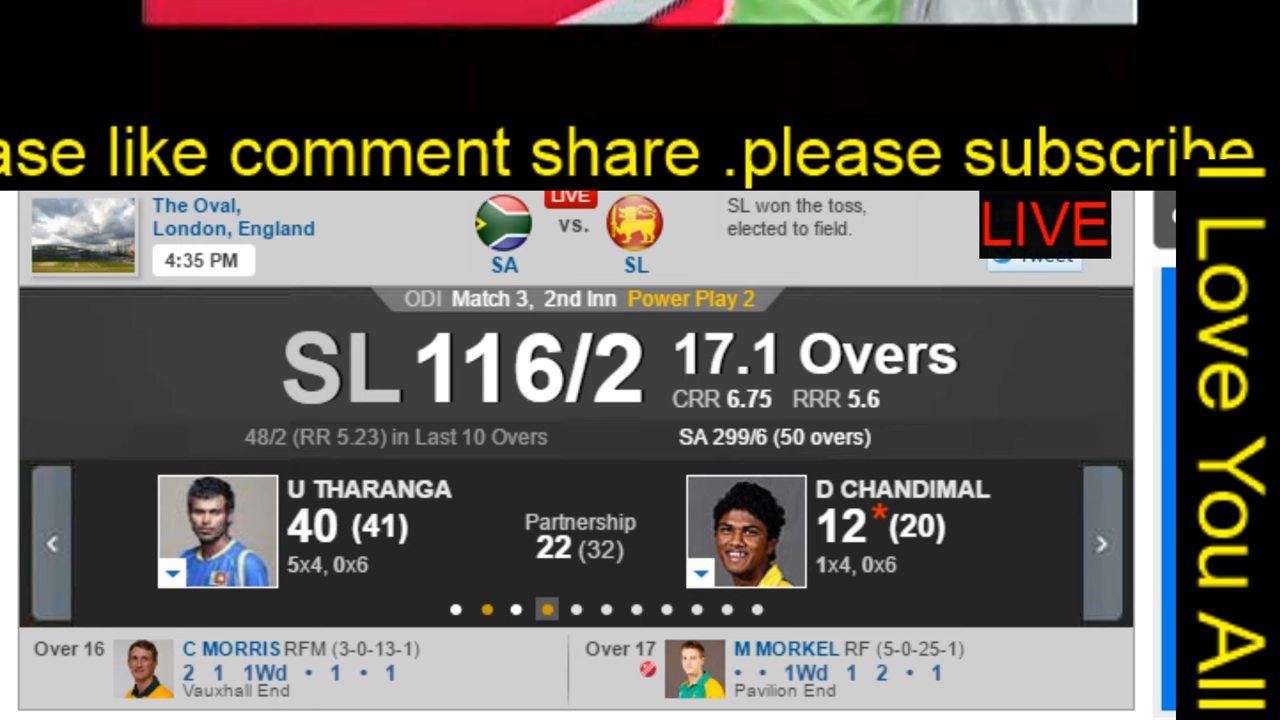 ase like comment share .please subscribe
I Love You All
The Oval,
London, England
4:35 PM
LIVE
SA vs. SL
SL won the toss,
elected to field.
LIVE
Tweet
ODI Match 3, 2nd Inn Power Play 2
SL 116/2 17.1 Overs
CRR 6.75 RRR 5.6
48/2 (RR 5.23) in Last 10 Overs SA 299/6 (50 overs)
U THARANGA
40 (41)
5x4, 0x6
Partnership
22 (32)
D CHANDIMAL
12*(20)
1x4, 0x6
Over 16 C MORRIS RFM (3-0-13-1)
2 1 1Wd • 1 • 1
Vauxhall End
Over 17 M MORKEL RF (5-0-25-1)
• • 1Wd 1 2 • 1
Pavilion End